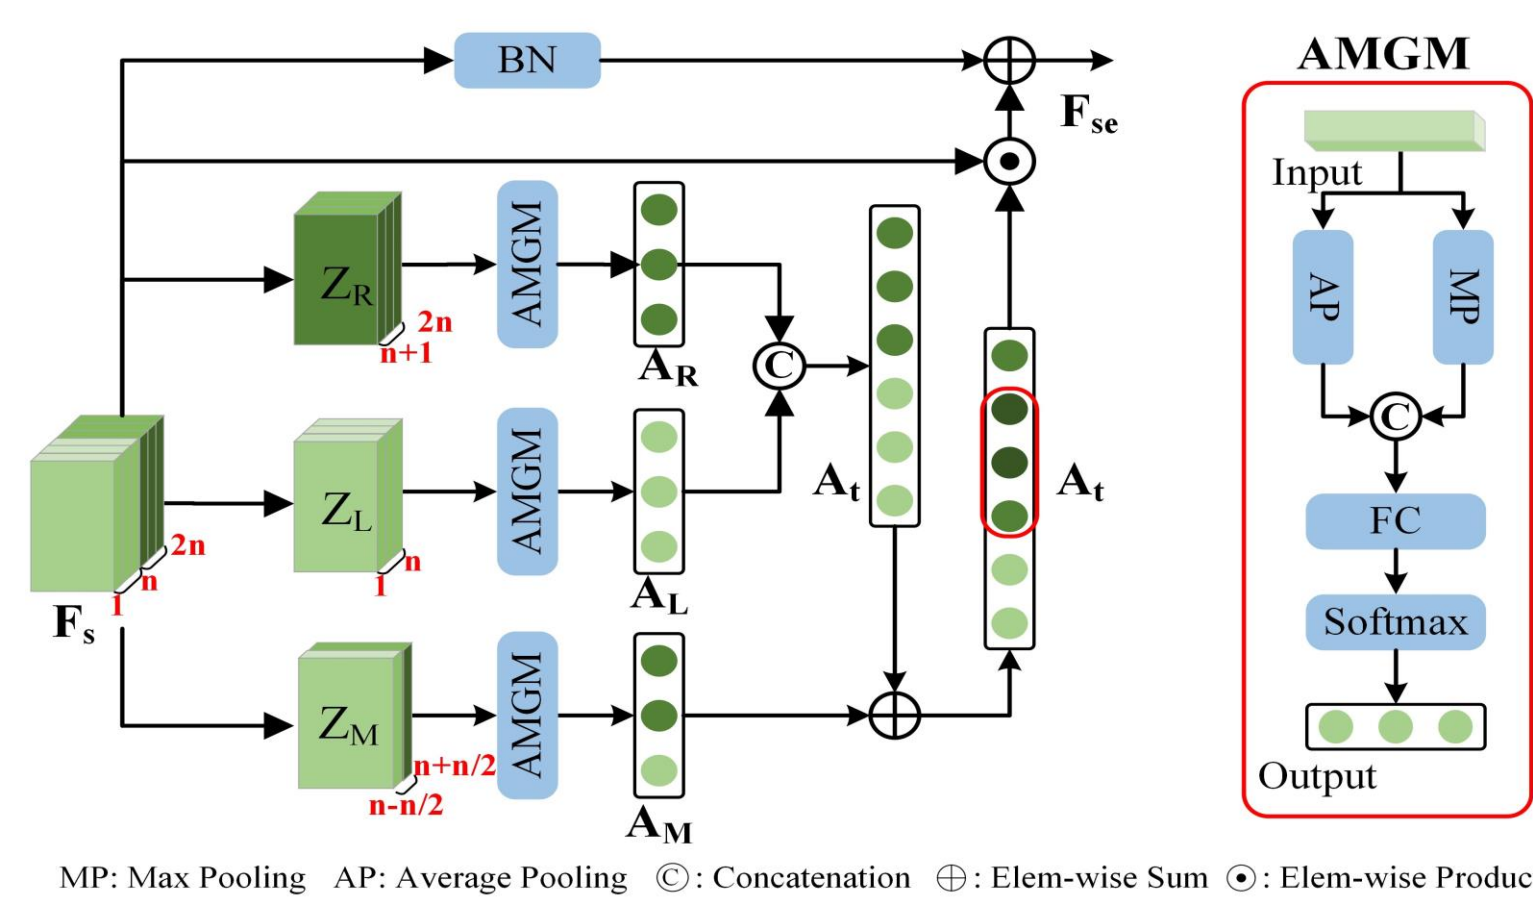 BN
F_se
AMGM
Input
AP
MP
C
FC
Softmax
Output
Z_R
2n
n+1
AMGM
A_R
C
F_s
1
n
2n
Z_L
n
1
AMGM
A_L
A_t
A_t
Z_M
n+n/2
n-n/2
AMGM
A_M
MP: Max Pooling AP: Average Pooling Ⓒ: Concatenation ⊕: Elem-wise Sum ⊙: Elem-wise Produc